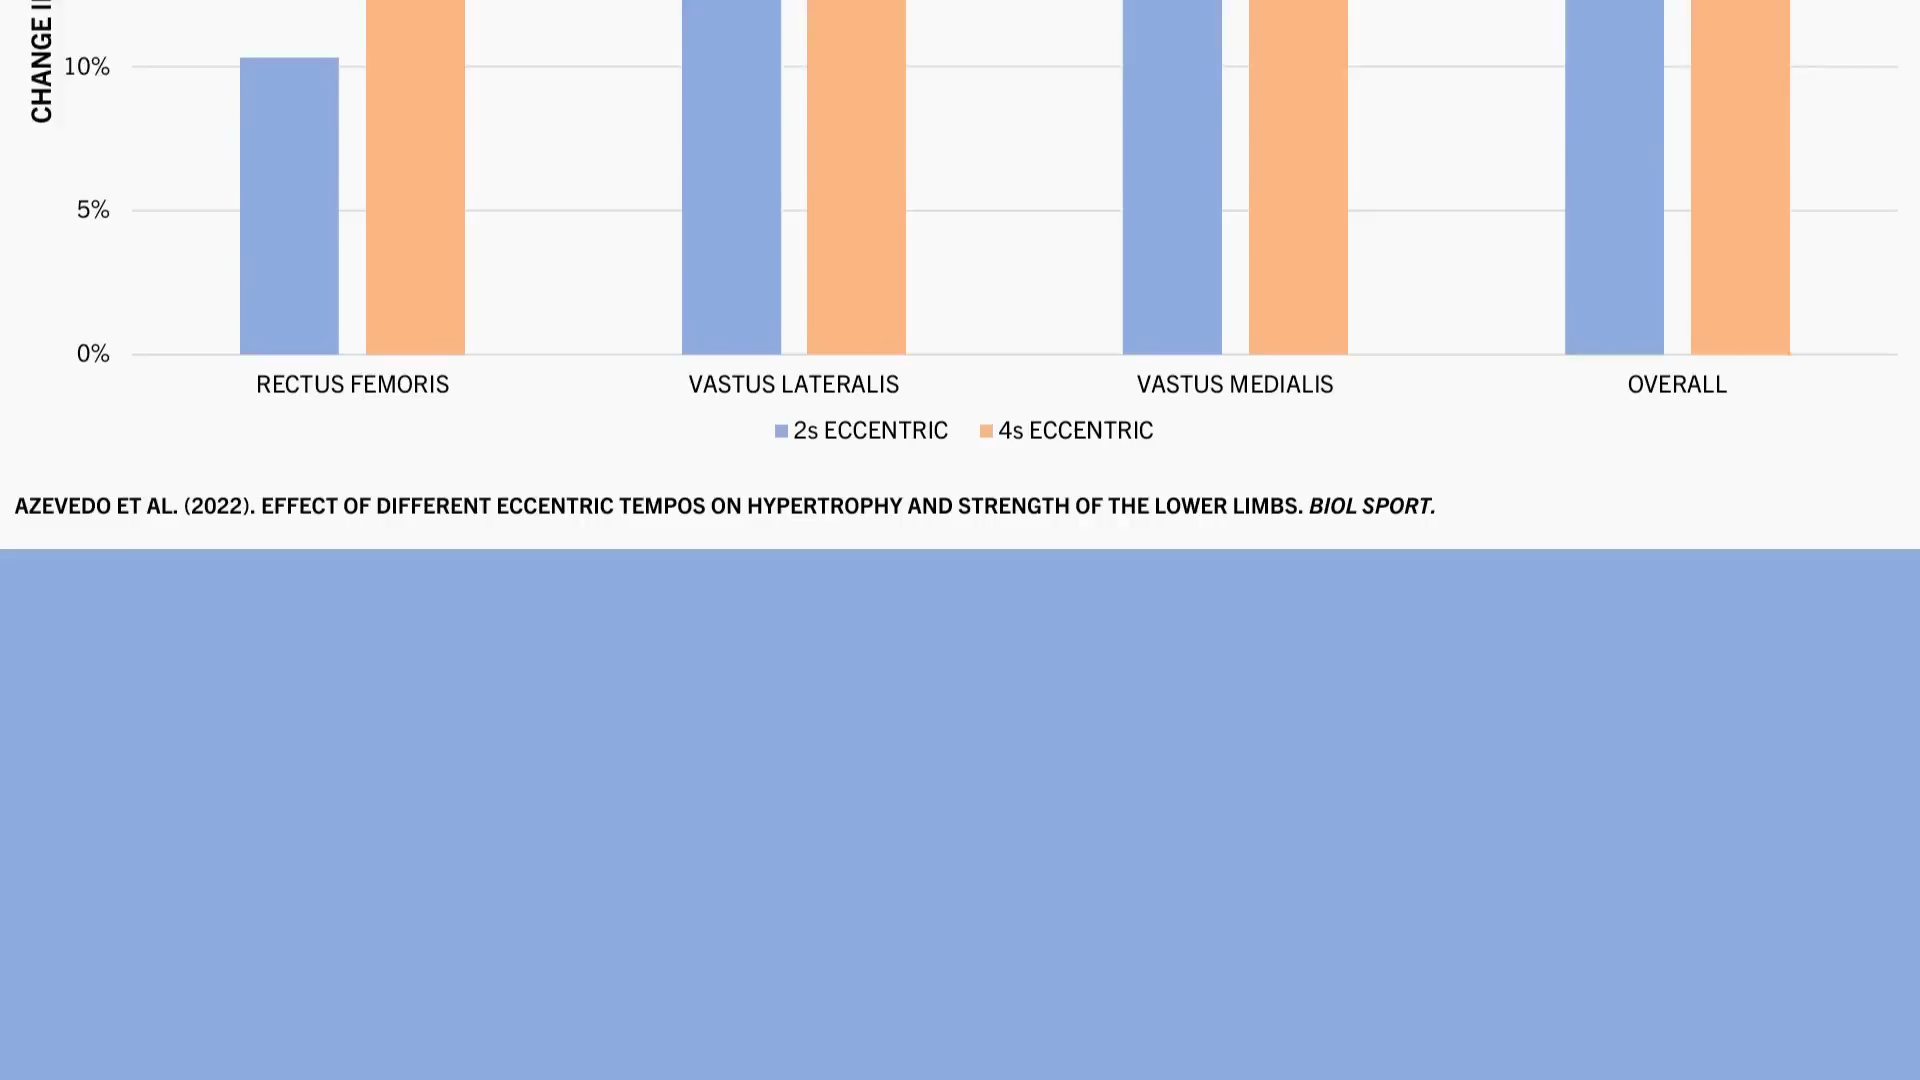 CHANGE
10%
5%
0%
RECTUS FEMORIS
VASTUS LATERALIS
VASTUS MEDIALIS
OVERALL
2s ECCENTRIC
4s ECCENTRIC
AZEVEDO ET AL. (2022). EFFECT OF DIFFERENT ECCENTRIC TEMPOS ON HYPERTROPHY AND STRENGTH OF THE LOWER LIMBS. BIOL SPORT.